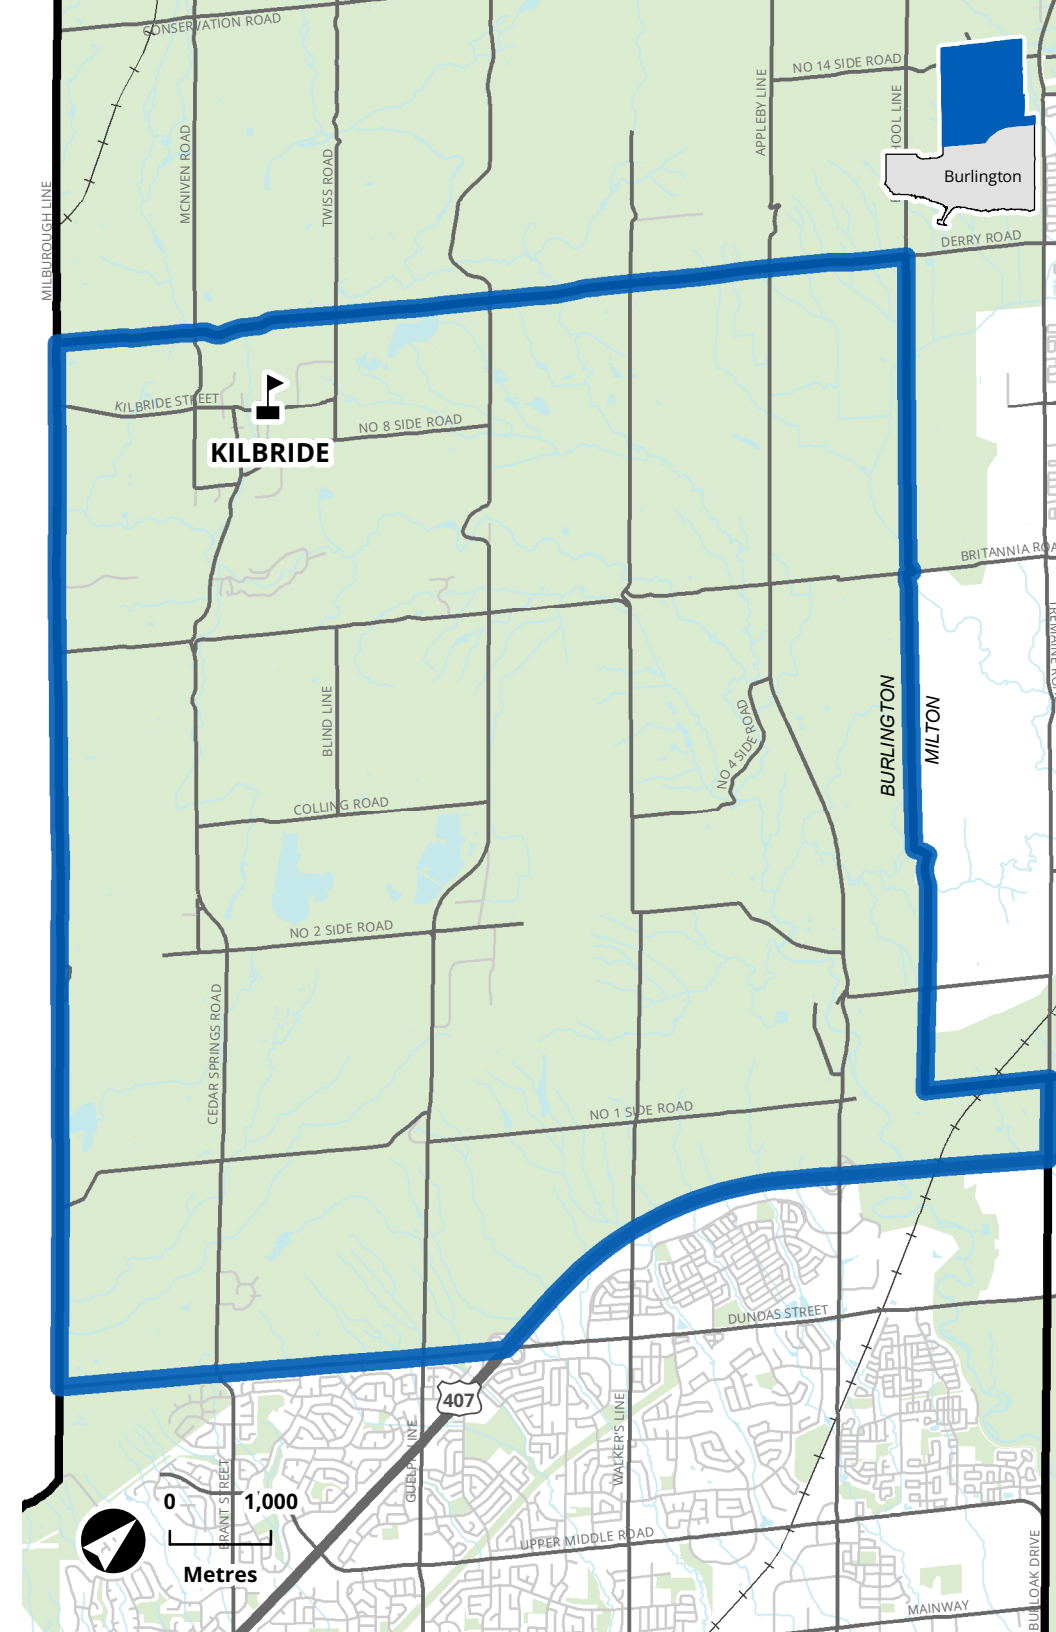 CONSERVATION ROAD
NO 14 SIDE ROAD
APPLEBY LINE
HOOL LINE
MCNIVEN ROAD
TWISS ROAD
MILBUROUGH LINE
Burlington
DERRY ROAD
KILBRIDE STREET
NO 8 SIDE ROAD
KILBRIDE
BRITANNIA ROA
TREMAINE RO
BURLINGTON
MILTON
BLIND LINE
NO 4 SIDE ROAD
COLLING ROAD
NO 2 SIDE ROAD
CEDAR SPRINGS ROAD
NO 1 SIDE ROAD
DUNDAS STREET
407
GUELPH LINE
WALKER'S LINE
BRANT STREET
0 1,000
Metres
UPPER MIDDLE ROAD
BURLOAK DRIVE
MAINWAY